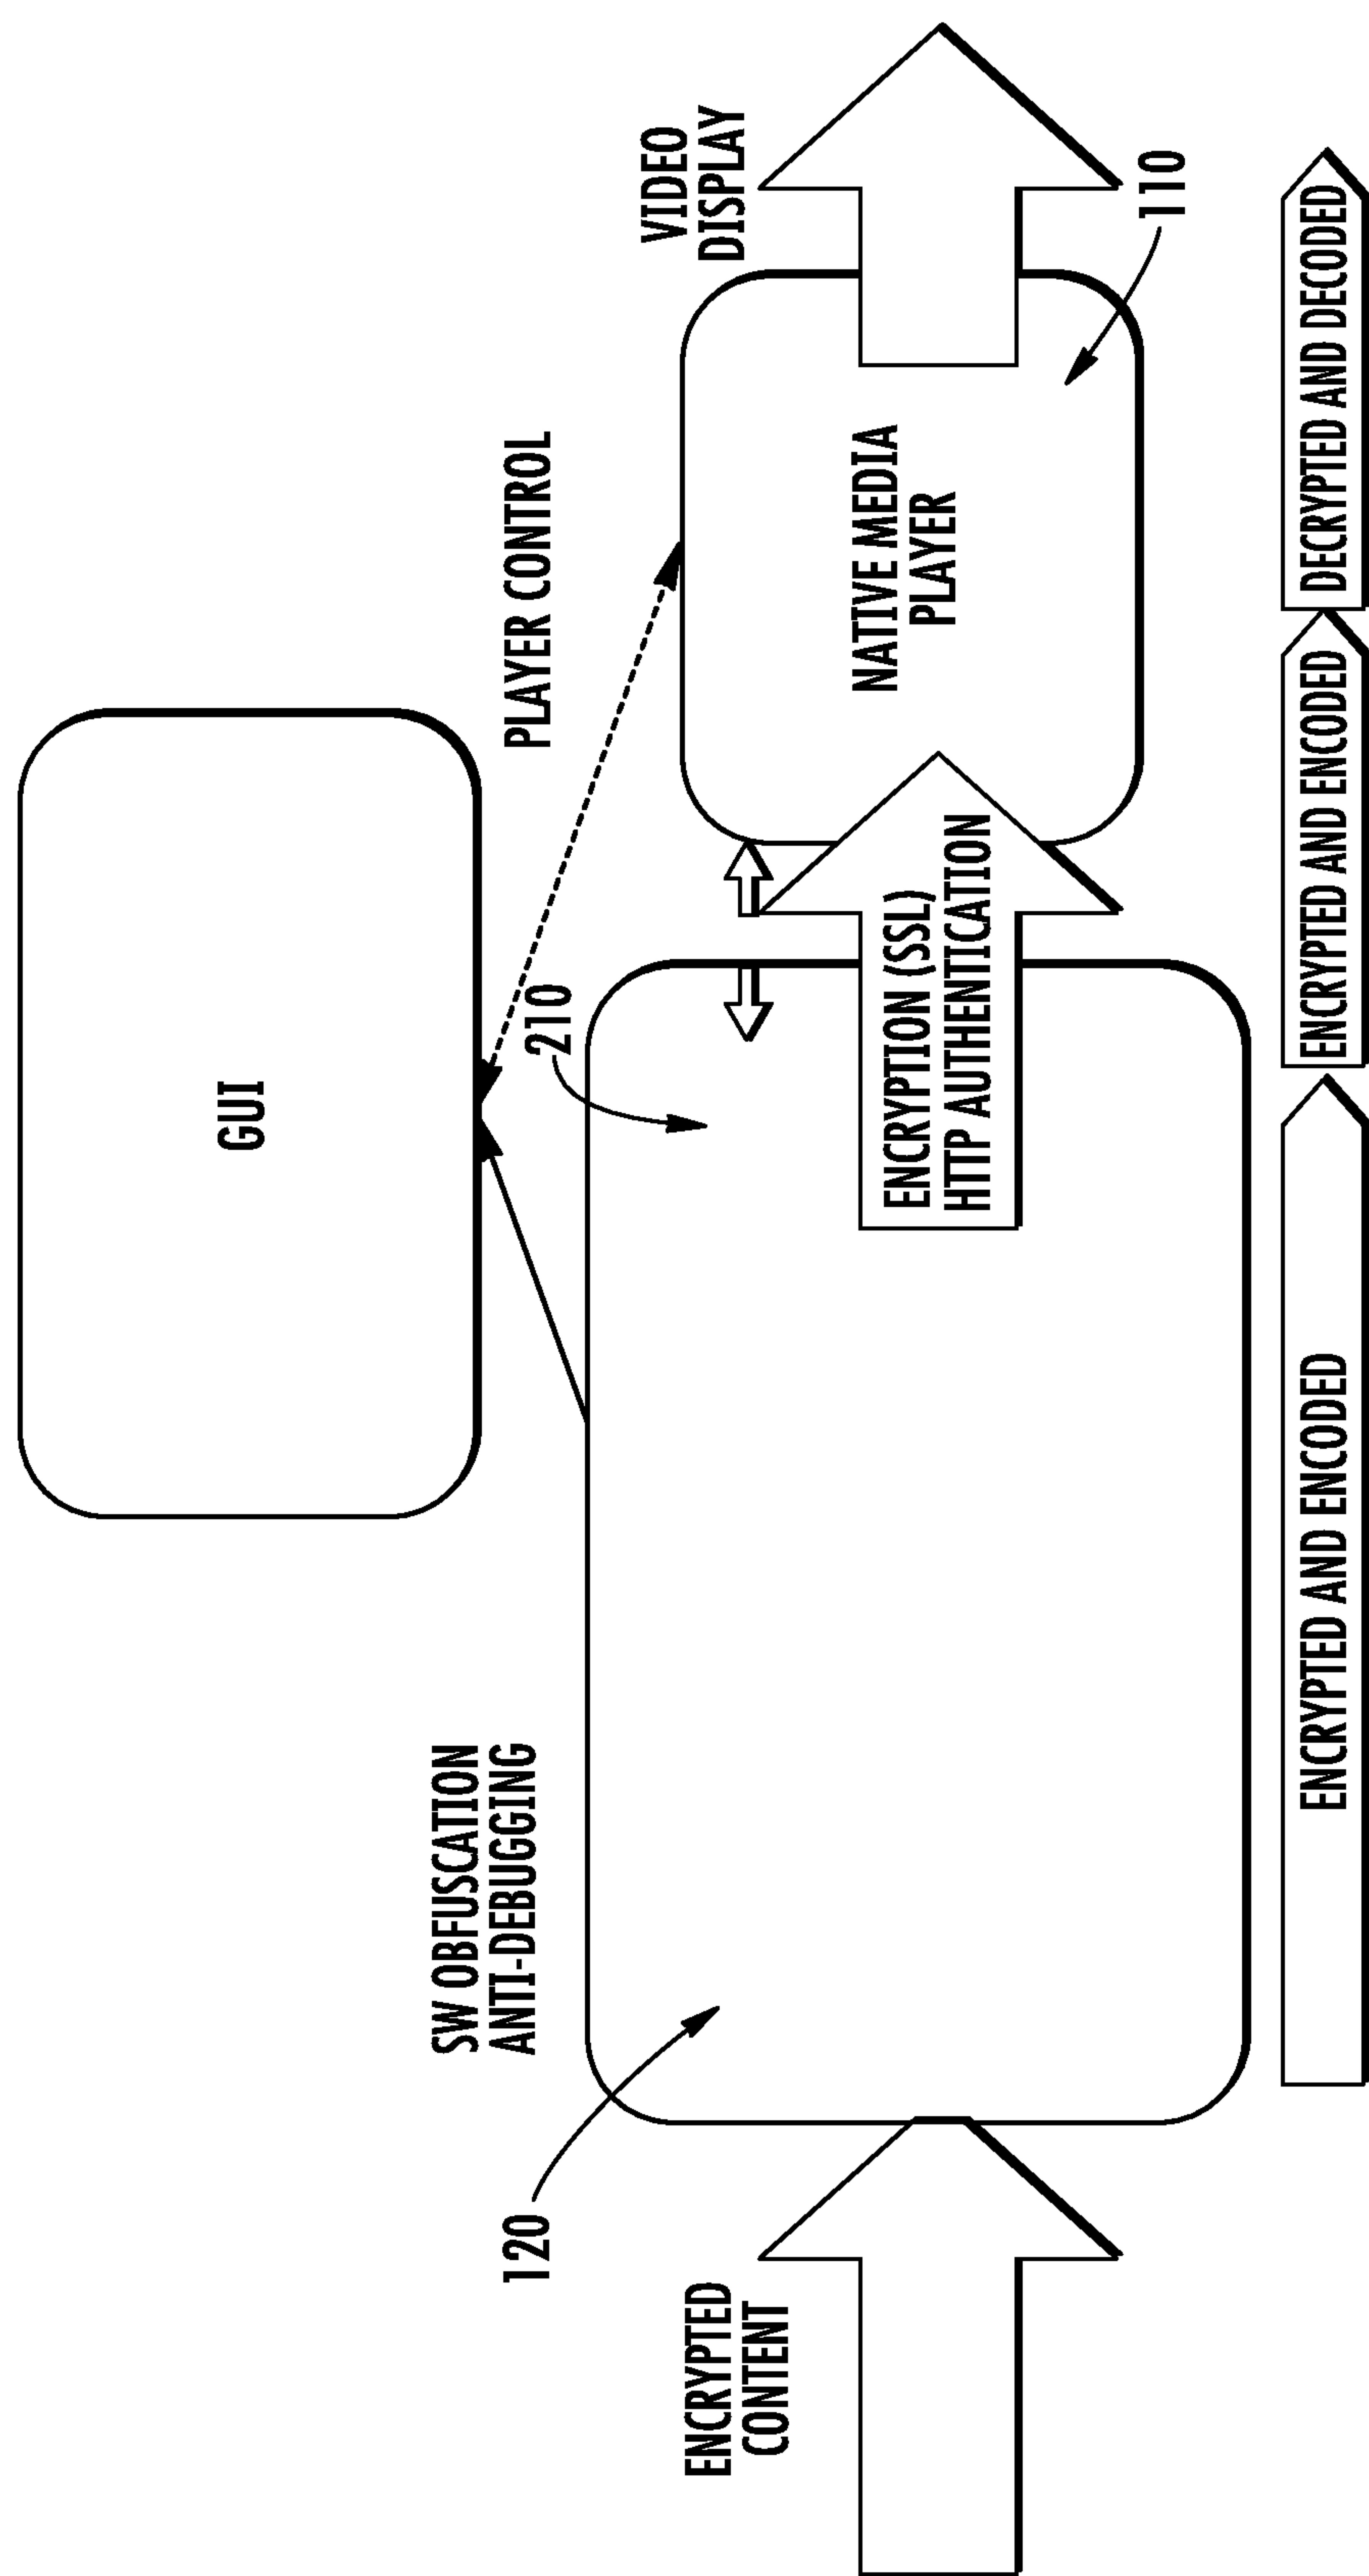 GUI
SW OBFUSCATION
ANTI-DEBUGGING
PLAYER CONTROL
120
210
VIDEO
DISPLAY
ENCRYPTED
CONTENT
ENCRYPTION (SSL)
HTTP AUTHENTICATION
NATIVE MEDIA
PLAYER
110
ENCRYPTED AND ENCODED
ENCRYPTED AND ENCODED
DECRYPTED AND DECODED